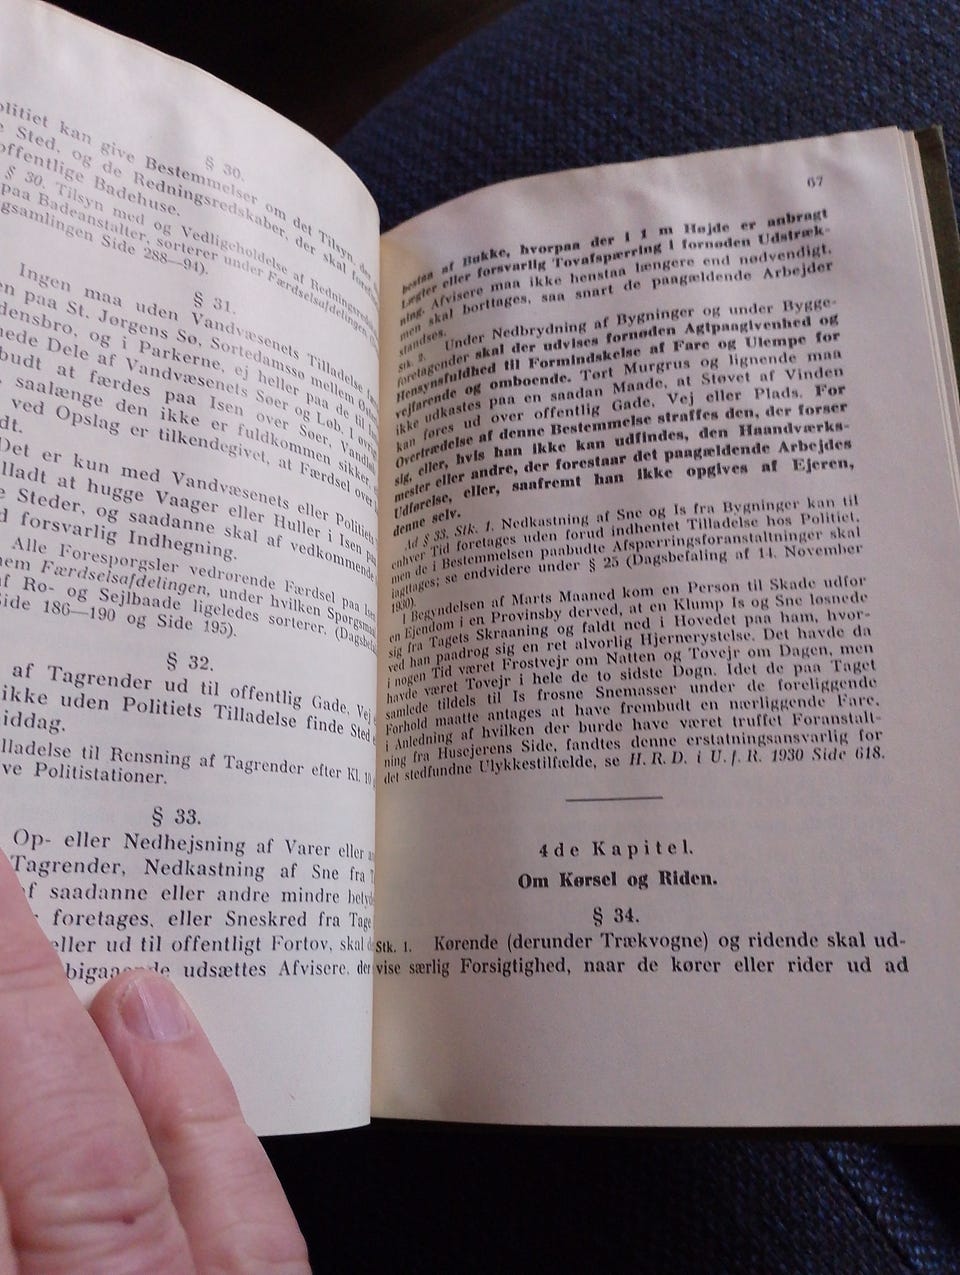 § 30.
olitiet kan give Bestemmelser om det Tilsyn, der
e Sted, og de Redningsredskaber, der skal forefind
offentlige Badehuse.
§ 30. Tilsyn med og Vedligeholdelse af Redningsredska
paa Badeanstalter, sorterer under Færdselsafdelingen
gsamlingen Side 288—94).
§ 31.
Ingen maa uden Vandvæsenets Tilladelse
en paa St. Jørgens Sø, Sortedamssø mellem
densbro, og i Parkerne, ej heller paa de til
nede Dele af Vandvæsenets Søer og Løb. I
budt at færdes paa Isen over Søer,
saalænge den ikke er fuldkommen sikker,
ved Opslag er tilkendegivet, at Færdsel over
dt.
Det er kun med Vandvæsenets eller Politiets
lladt at hugge Vaager eller Huller i Isen paa
e Steder, og saadanne skal af vedkommende
d forsvarlig Indhegning.
Alle Forespørgsler vedrørende Færdsel paa Isen
nem Færdselsafdelingen, under hvilken Spørgsmaal
af Ro- og Sejlbaade ligeledes sorterer. (Dagsbefal
Side 186—190 og Side 195).
§ 32.
af Tagrender ud til offentlig Gade, Vej e
ikke uden Politiets Tilladelse finde Sted e
iddag.
lladelse til Rensning af Tagrender efter Kl. 10
ve Politistationer.
§ 33.
Op- eller Nedhejsning af Varer eller
Tagrender, Nedkastning af Sne fra
af saadanne eller andre mindre betyd
foretages, eller Sneskred fra Tage
eller ud til offentligt Fortov, skal
bigaaende udsættes Afvisere, der
67
bestaa af Bukke, hvorpaa der i 1 m Højde er anbragt
Lægter eller forsvarlig Tovafspærring i fornøden Udstræk-
ning. Afvisere maa ikke henstaa længere end nødvendigt,
men skal borttages, saa snart de paagældende Arbejder
standses.
Stk. 2. Under Nedbrydning af Bygninger og under Bygge-
foretagender skal der udvises fornøden Agtpaagivenhed og
Hensynsfuldhed til Formindskelse af Fare og Ulempe for
vejfarende og omboende. Tørt Murgrus og lignende maa
ikke udkastes paa en saadan Maade, at Støvet af Vinden
kan føres ud over offentlig Gade, Vej eller Plads. For
Overtrædelse af denne Bestemmelse straffes den, der forser
sig, eller, hvis han ikke kan udfindes, den Haandværks-
mester eller andre, der forestaar det paagældende Arbejdes
Udførelse, eller, saafremt han ikke opgives af Ejeren,
denne selv.
Ad § 33. Stk. 1. Nedkastning af Sne og Is fra Bygninger kan til
enhver Tid foretages uden forud indhentet Tilladelse hos Politiet,
men de i Bestemmelsen paabudte Afspærringsforanstaltninger skal
iagttages; se endvidere under § 25 (Dagsbefaling af 14. November
1930).
I Begyndelsen af Marts Maaned kom en Person til Skade udfor
en Ejendom i en Provinsby derved, at en Klump Is og Sne løsnede
sig fra Tagets Skraaning og faldt ned i Hovedet paa ham, hvor-
ved han paadrog sig en ret alvorlig Hjernerystelse. Det havde da
i nogen Tid været Frostvejr om Natten og Tøvejr om Dagen, men
havde været Tøvejr i hele de to sidste Døgn. Idet de paa Taget
samlede tildels til Is frosne Snemasser under de foreliggende
Forhold maatte antages at have frembudt en nærliggende Fare,
i Anledning af hvilken der burde have været truffet Foranstalt-
ning fra Husejerens Side, fandtes denne erstatningsansvarlig for
det stedfundne Ulykkestilfælde, se H. R. D. i U. f. R. 1930 Side 618.
4de Kapitel.
Om Kørsel og Riden.
§ 34.
Stk. 1. Kørende (derunder Trækvogne) og ridende skal ud-
vise særlig Forsigtighed, naar de kører eller rider ud ad